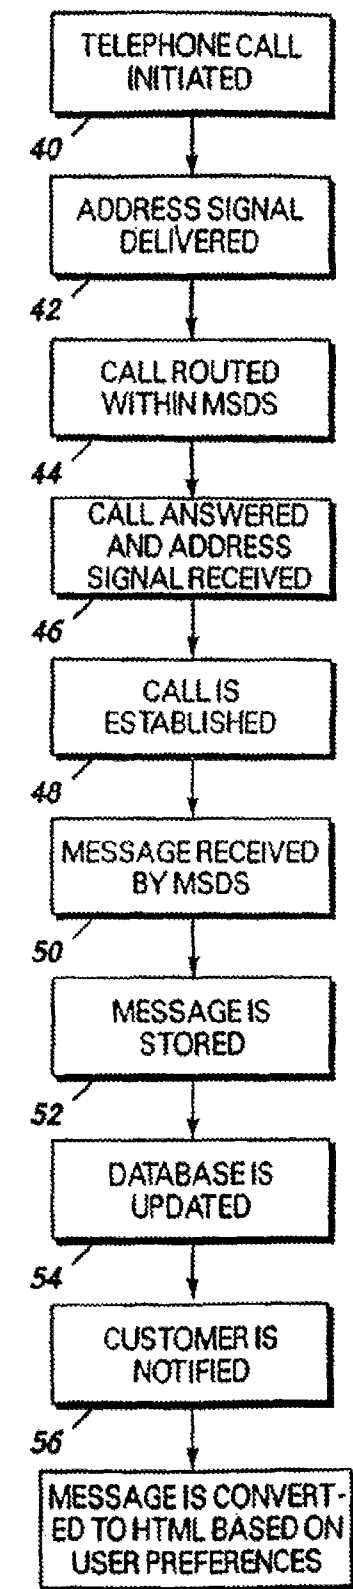 TELEPHONE CALL
INITIATED
40
ADDRESS SIGNAL
DELIVERED
42
CALL ROUTED
WITHIN MSDS
44
CALL ANSWERED
AND ADDRESS
SIGNAL RECEIVED
46
CALL IS
ESTABLISHED
48
MESSAGE RECEIVED
BY MSDS
50
MESSAGE IS
STORED
52
DATABASE IS
UPDATED
54
CUSTOMER IS
NOTIFIED
56
MESSAGE IS CONVERT-
ED TO HTML BASED ON
USER PREFERENCES